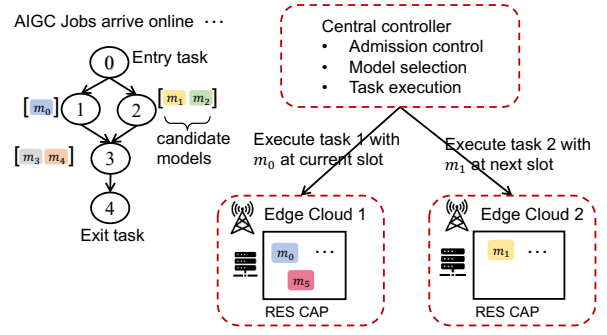 AIGC Jobs arrive online ...
0 Entry task
[m₀] 1 2 [m₁ m₂]
candidate
models
[m₃ m₄] 3
4
Exit task
Central controller
• Admission control
• Model selection
• Task execution
Execute task 1 with
m₀ at current slot
Execute task 2 with
m₁ at next slot
Edge Cloud 1
m₀ ...
m₅
RES CAP
Edge Cloud 2
m₁ ...
RES CAP